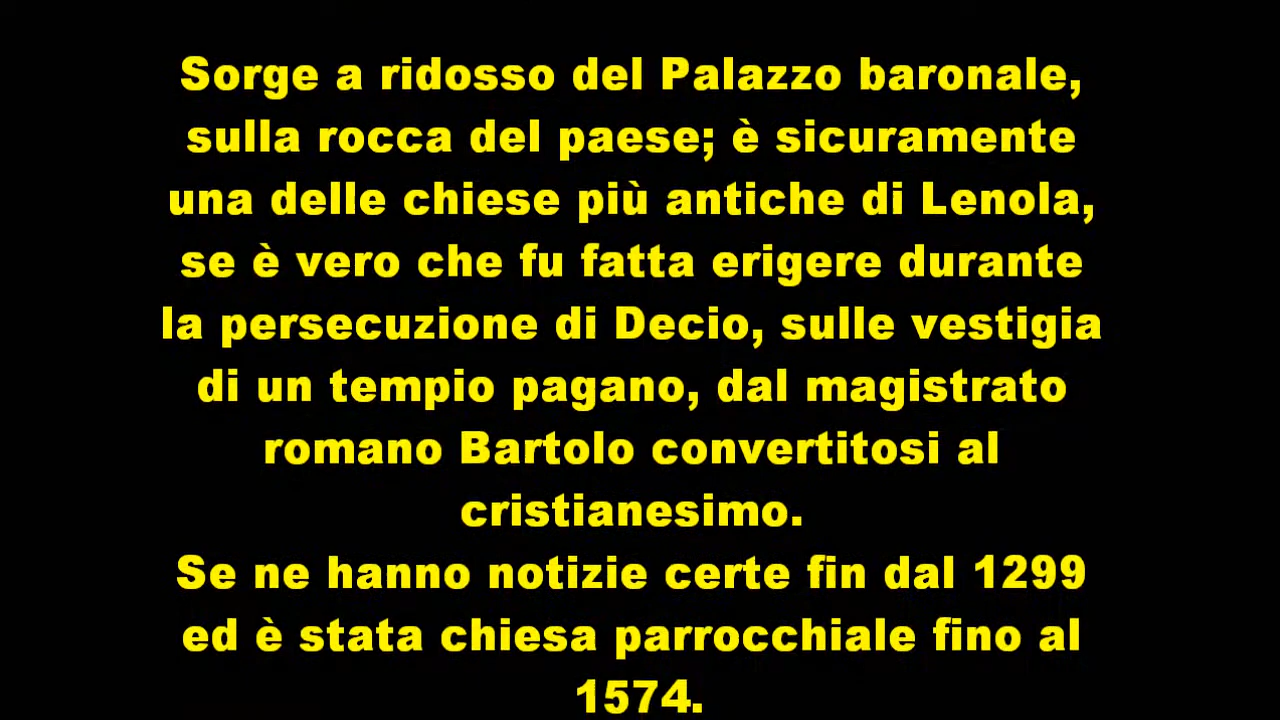 Sorge a ridosso del Palazzo baronale,
sulla rocca del paese; è sicuramente
una delle chiese più antiche di Lenola,
se è vero che fu fatta erigere durante
la persecuzione di Decio, sulle vestigia
di un tempio pagano, dal magistrato
romano Bartolo convertitosi al
cristianesimo.
Se ne hanno notizie certe fin dal 1299
ed è stata chiesa parrocchiale fino al
1574.